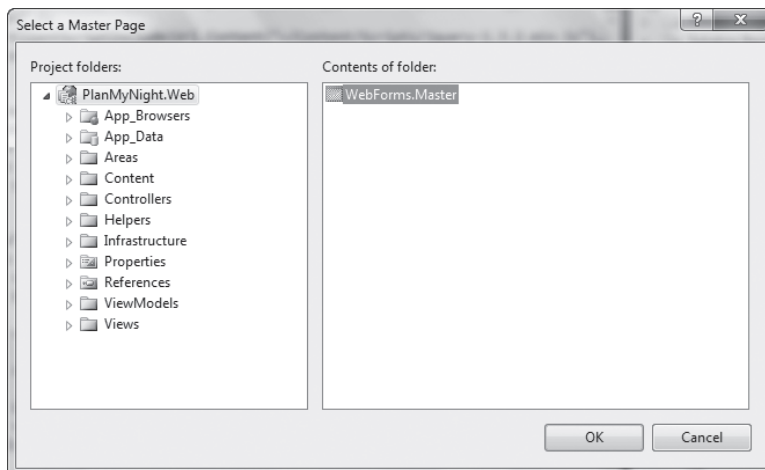 Select a Master Page
Project folders:
PlanMyNight.Web
App_Browsers
App_Data
Areas
Content
Controllers
Helpers
Infrastructure
Properties
References
ViewModels
Views
Contents of folder:
WebForms.Master
OK
Cancel